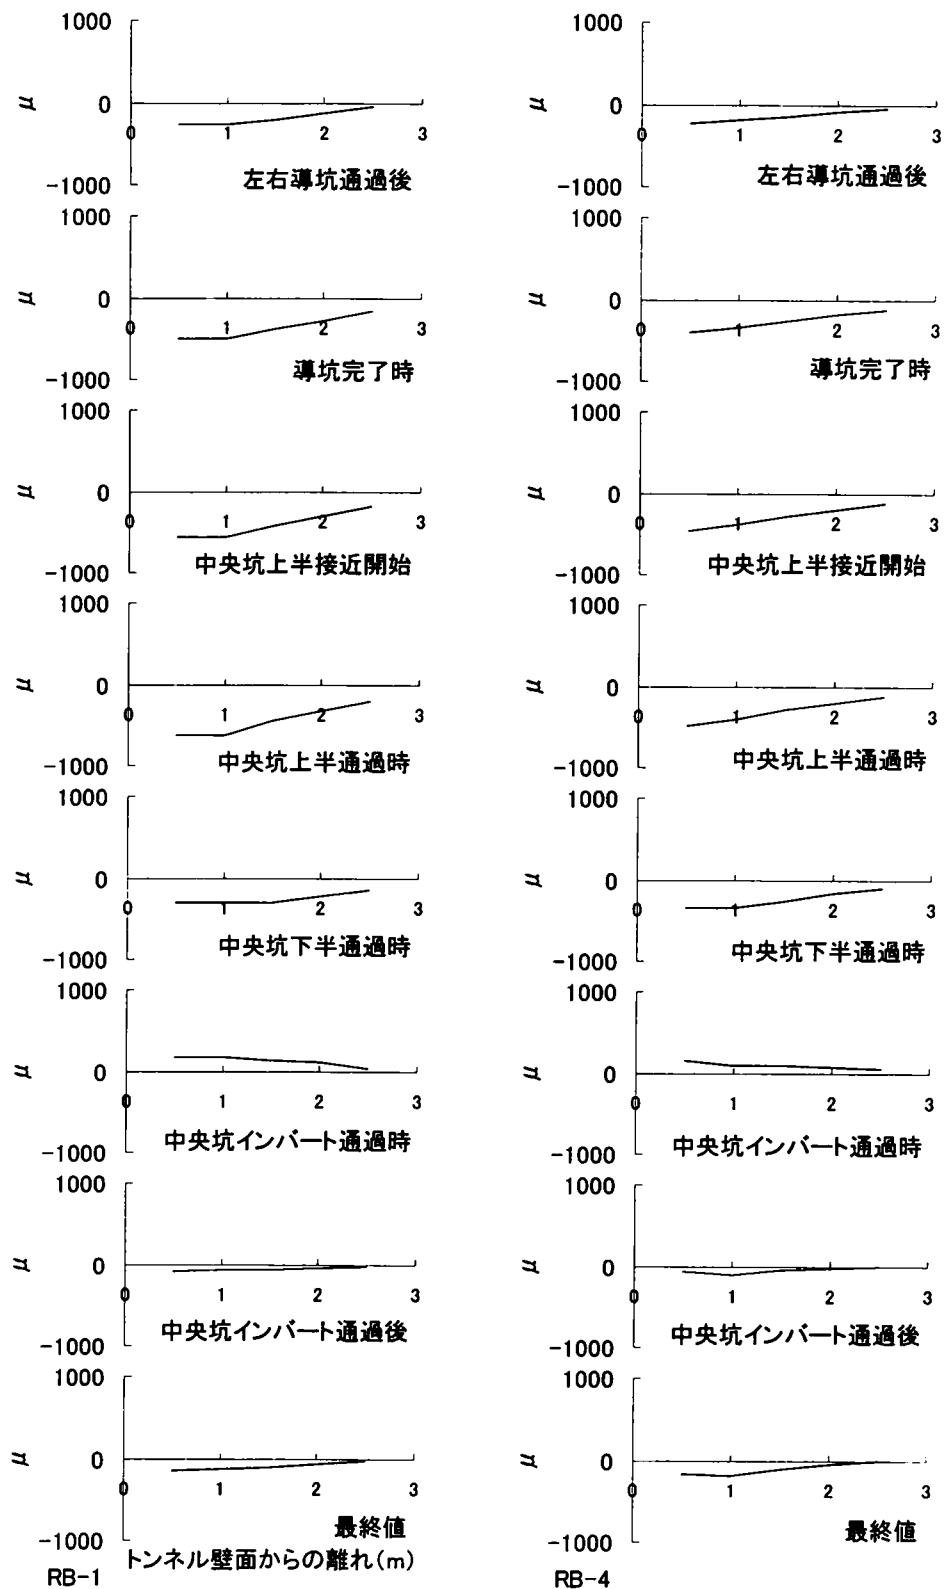 1000
μ
0
0 1 2 3
-1000
左右導坑通過後
1000
μ
0
0 1 2 3
-1000
導坑完了時
1000
μ
0
0 1 2 3
-1000
中央坑上半接近開始
1000
μ
0
0 1 2 3
-1000
中央坑上半通過時
1000
μ
0
0 1 2 3
-1000
中央坑下半通過時
1000
μ
0
0 1 2 3
-1000
中央坑インバート通過時
1000
μ
0
0 1 2 3
-1000
中央坑インバート通過後
1000
μ
0
0 1 2 3
-1000
最終値
トンネル壁面からの離れ(m)
RB-1
1000
μ
0
0 1 2 3
-1000
左右導坑通過後
1000
μ
0
0 1 2 3
-1000
導坑完了時
1000
μ
0
0 1 2 3
-1000
中央坑上半接近開始
1000
μ
0
0 1 2 3
-1000
中央坑上半通過時
1000
μ
0
0 1 2 3
-1000
中央坑下半通過時
1000
μ
0
0 1 2 3
-1000
中央坑インバート通過時
1000
μ
0
0 1 2 3
-1000
中央坑インバート通過後
1000
μ
0
0 1 2 3
-1000
最終値
RB-4